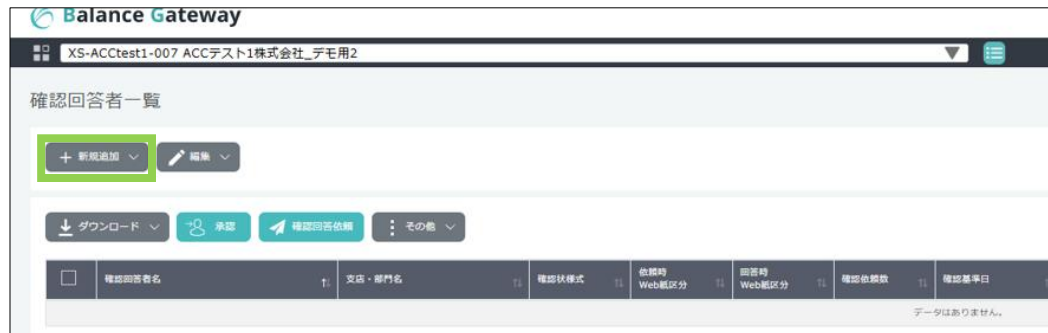 Balance Gateway
XS-ACCtest1-007 ACCテスト1株式会社_デモ用2
確認回答者一覧
+ 新規追加 編集
ダウンロード 承認 確認回答依頼 その他
確認回答者名 支店・部門名 確認状様式 依頼時 Web紙区分 回答時 Web紙区分 確認依頼数 確認基準日
データはありません。